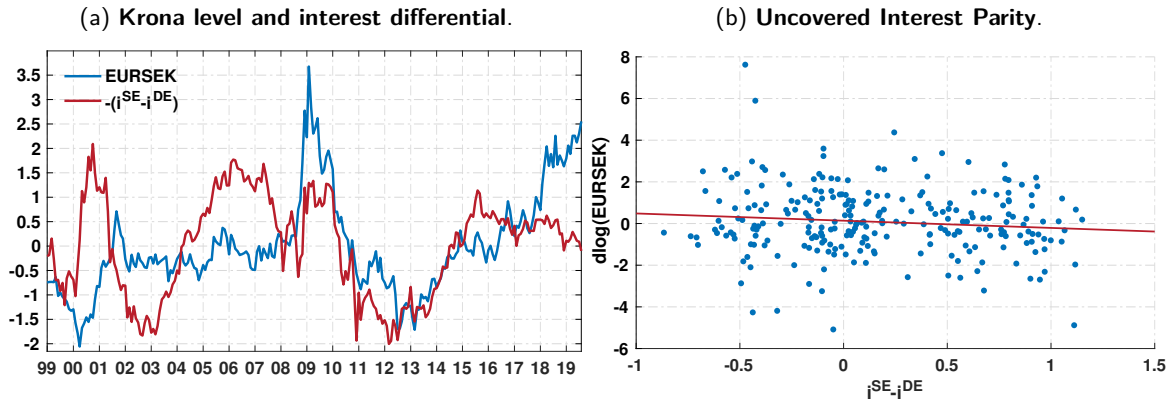 (a) Krona level and interest differential.
3.5
3
2.5
2
1.5
1
0.5
0
-0.5
-1
-1.5
-2
EURSEK
-(i^SE-i^DE)
99 00 01 02 03 04 05 06 07 08 09 10 11 12 13 14 15 16 17 18 19
(b) Uncovered Interest Parity.
dlog(EURSEK)
8
6
4
2
0
-2
-4
-6
-1 -0.5 0 0.5 1 1.5
i^SE-i^DE